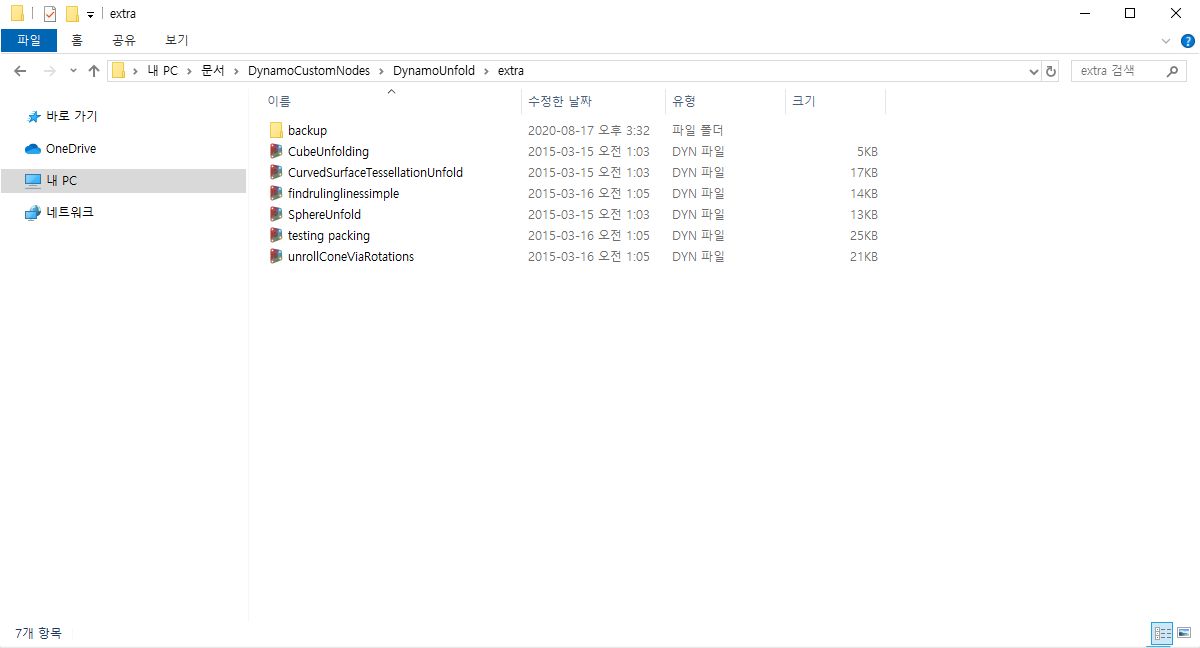 extra
파일 홈 공유 보기
내 PC 문서 DynamoCustomNodes DynamoUnfold extra extra 검색
바로 가기
OneDrive
내 PC
네트워크
이름 수정한 날짜 유형 크기
backup 2020-08-17 오후 3:32 파일 폴더
CubeUnfolding 2015-03-15 오전 1:03 DYN 파일 5KB
CurvedSurfaceTessellationUnfold 2015-03-15 오전 1:03 DYN 파일 17KB
findrulinglinessimple 2015-03-16 오전 1:05 DYN 파일 14KB
SphereUnfold 2015-03-15 오전 1:03 DYN 파일 13KB
testing packing 2015-03-16 오전 1:05 DYN 파일 25KB
unrollConeViaRotations 2015-03-16 오전 1:05 DYN 파일 21KB
7개 항목